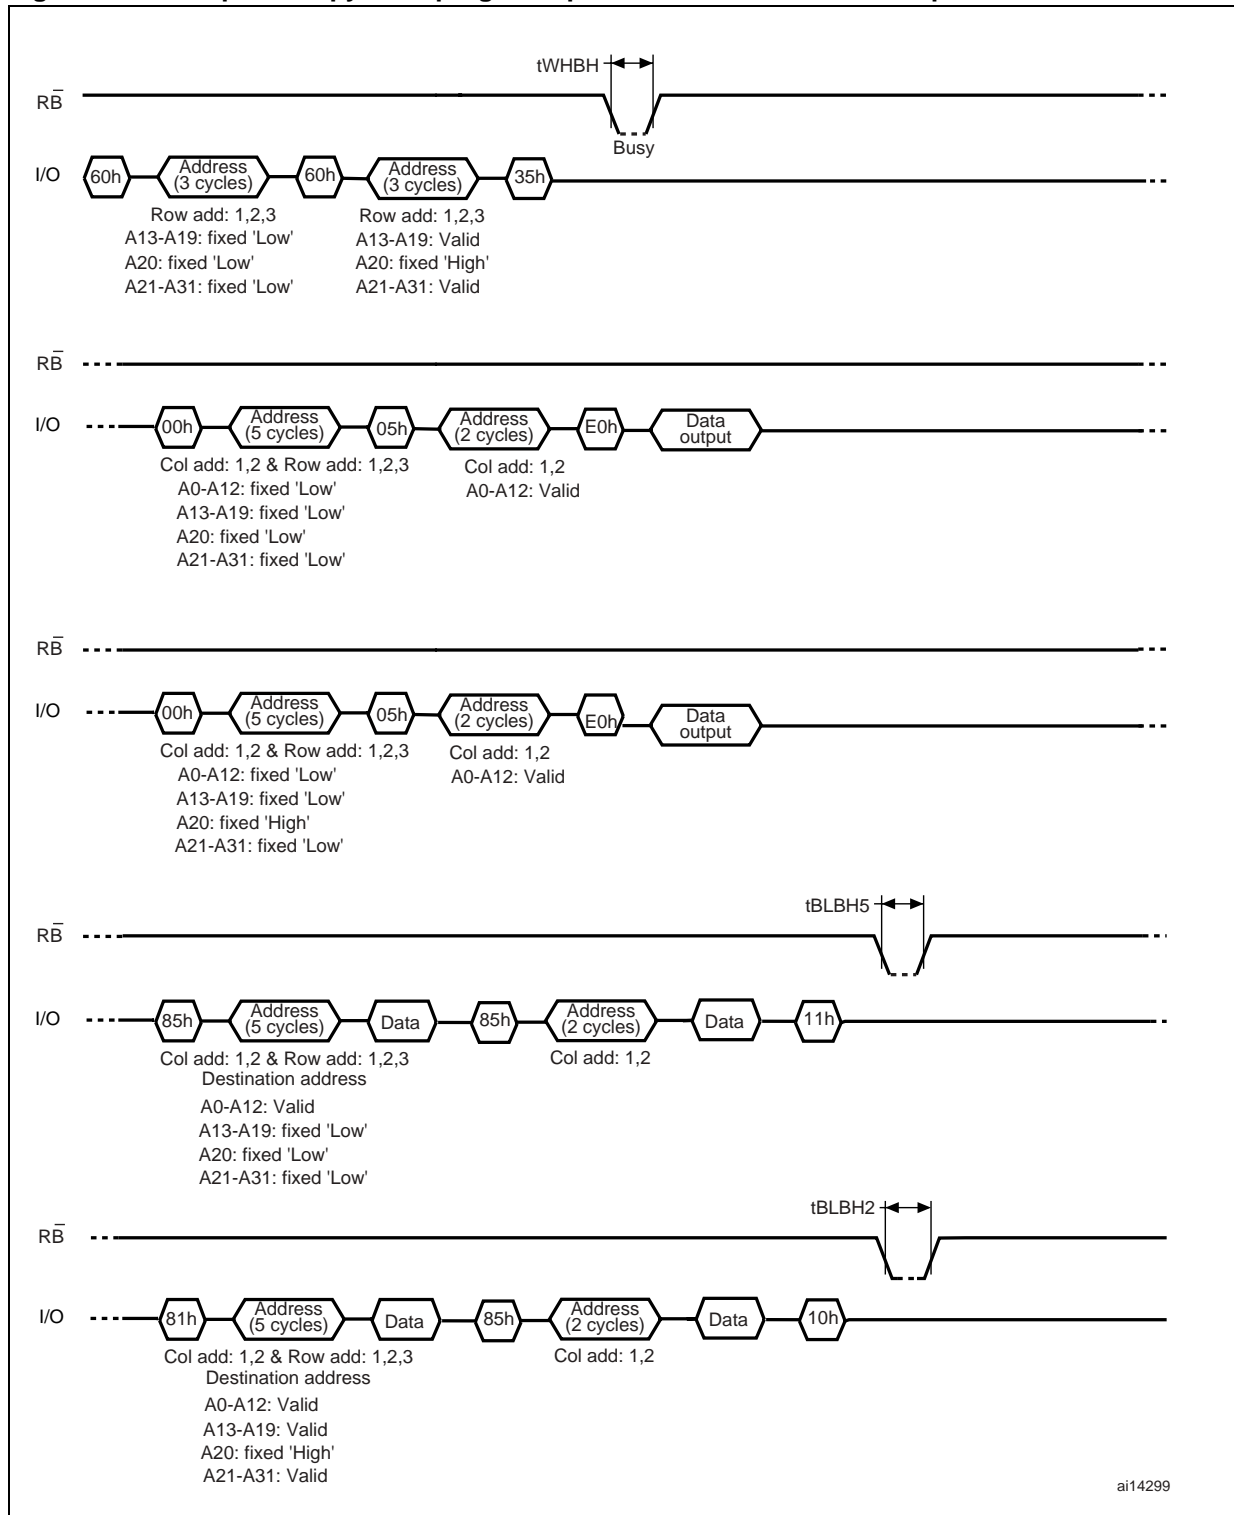 tWHBH
RB̅
Busy
I/O 60h Address (3 cycles) 60h Address (3 cycles) 35h
Row add: 1,2,3 Row add: 1,2,3
A13-A19: fixed 'Low' A13-A19: Valid
A20: fixed 'Low' A20: fixed 'High'
A21-A31: fixed 'Low' A21-A31: Valid
RB̅
I/O 00h Address (5 cycles) 05h Address (2 cycles) E0h Data output
Col add: 1,2 & Row add: 1,2,3 Col add: 1,2
A0-A12: fixed 'Low' A0-A12: Valid
A13-A19: fixed 'Low'
A20: fixed 'Low'
A21-A31: fixed 'Low'
RB̅
I/O 00h Address (5 cycles) 05h Address (2 cycles) E0h Data output
Col add: 1,2 & Row add: 1,2,3 Col add: 1,2
A0-A12: fixed 'Low' A0-A12: Valid
A13-A19: fixed 'Low'
A20: fixed 'High'
A21-A31: fixed 'Low'
tBLBH5
RB̅
I/O 85h Address (5 cycles) Data 85h Address (2 cycles) Data 11h
Col add: 1,2 & Row add: 1,2,3 Col add: 1,2
Destination address
A0-A12: Valid
A13-A19: fixed 'Low'
A20: fixed 'Low'
A21-A31: fixed 'Low'
tBLBH2
RB̅
I/O 81h Address (5 cycles) Data 85h Address (2 cycles) Data 10h
Col add: 1,2 & Row add: 1,2,3 Col add: 1,2
Destination address
A0-A12: Valid
A13-A19: Valid
A20: fixed 'High'
A21-A31: Valid
ai14299